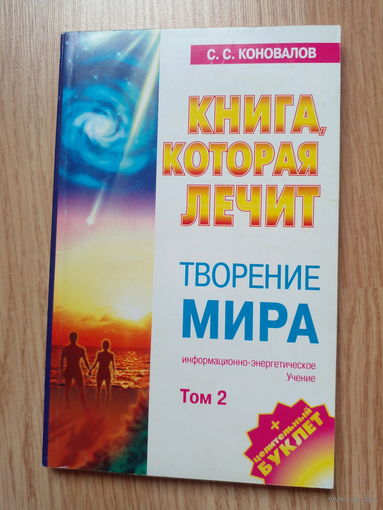 С. С. КОНОВАЛОВ
КНИГА,
КОТОРАЯ
ЛЕЧИТ
ТВОРЕНИЕ
МИРА
информационно-энергетическое
Учение
Том 2
+
ЦЕЛИТЕЛЬНЫЙ
БУКЛЕТ